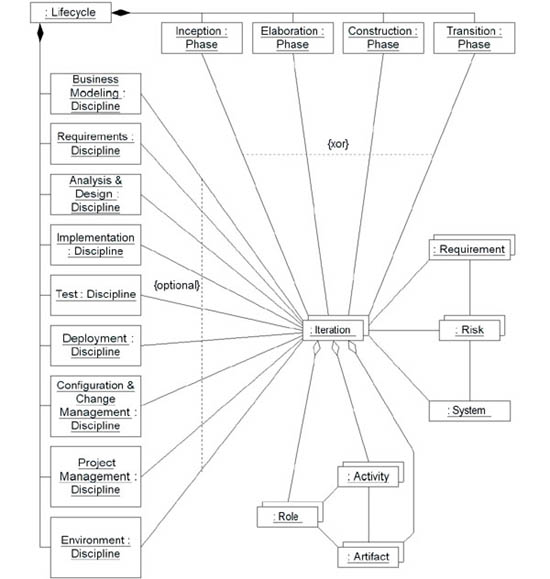 : Lifecycle
Inception :
Phase
Elaboration :
Phase
Construction :
Phase
Transition :
Phase
Business
Modeling :
Discipline
Requirements :
Discipline
Analysis &
Design :
Discipline
Implementation
: Discipline
Test : Discipline
Deployment :
Discipline
Configuration &
Change
Management :
Discipline
Project
Management :
Discipline
Environment :
Discipline
{xor}
{optional}
: Iteration
: Requirement
: Risk
: System
: Activity
: Role
: Artifact